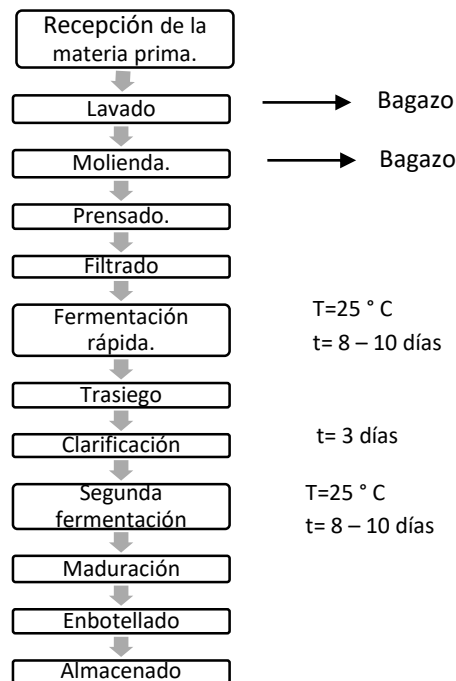 Recepción de la
materia prima.
Lavado
Bagazo
Molienda.
Bagazo
Prensado.
Filtrado
Fermentación
rápida.
T=25 ° C
t= 8 – 10 días
Trasiego
Clarificación
t= 3 días
Segunda
fermentación
T=25 ° C
t= 8 – 10 días
Maduración
Enbotellado
Almacenado